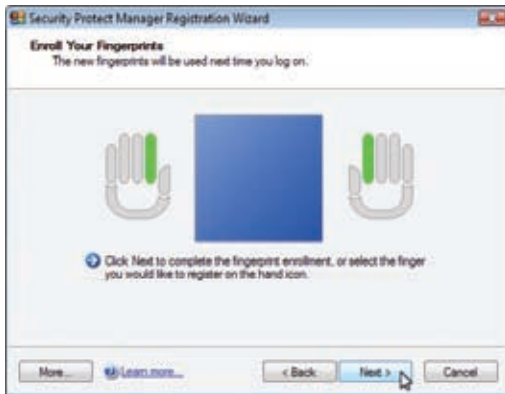 Security Protect Manager Registration Wizard
Enroll Your Fingerprints
The new fingerprints will be used next time you log on.
Click Next to complete the fingerprint enrollment, or select the finger
you would like to register on the hand icon.
More...
Learn more...
< Back
Next >
Cancel